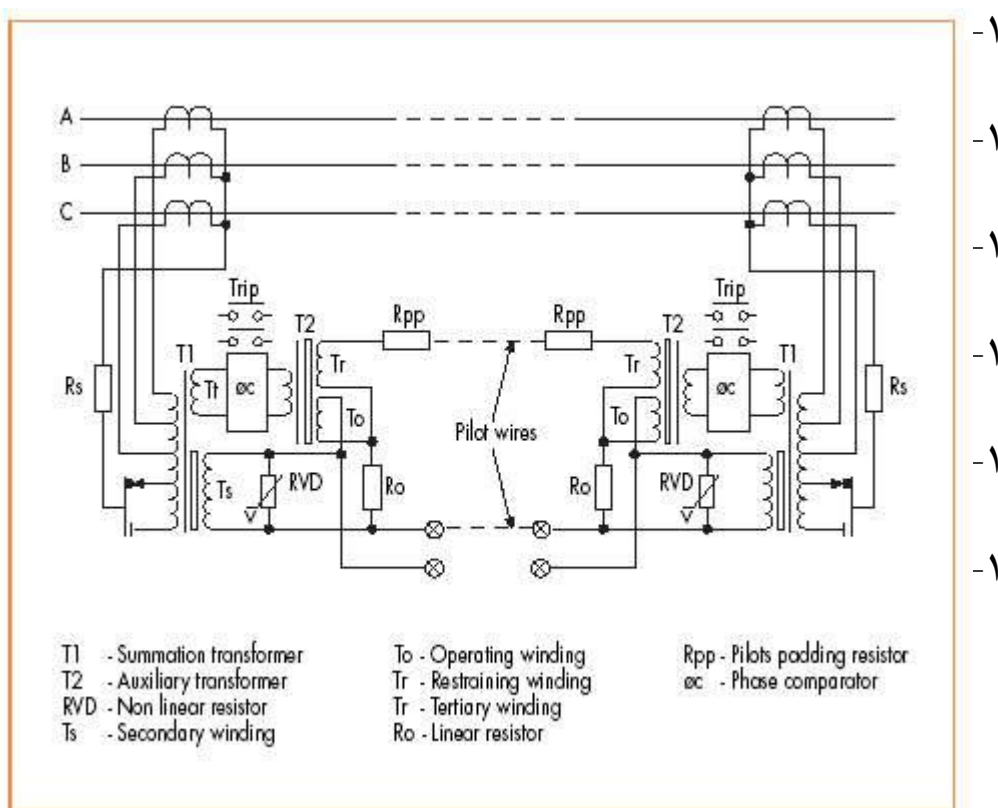 -١
A
-١
B
C
-١
Trip
Trip
Rpp
Rpp
T2
T2
-١
T1
T1
Tr
Tr
Rs
Tt
øc
øc
Rs
To
To
Pilot wires
-١
Ts
RVD
Ro
Ro
RVD
-١
T1 - Summation transformer
T2 - Auxiliary transformer
RVD - Non linear resistor
Ts - Secondary winding
To - Operating winding
Tr - Restraining winding
Tr - Tertiary winding
Ro - Linear resistor
Rpp - Pilots padding resistor
øc - Phase comparator